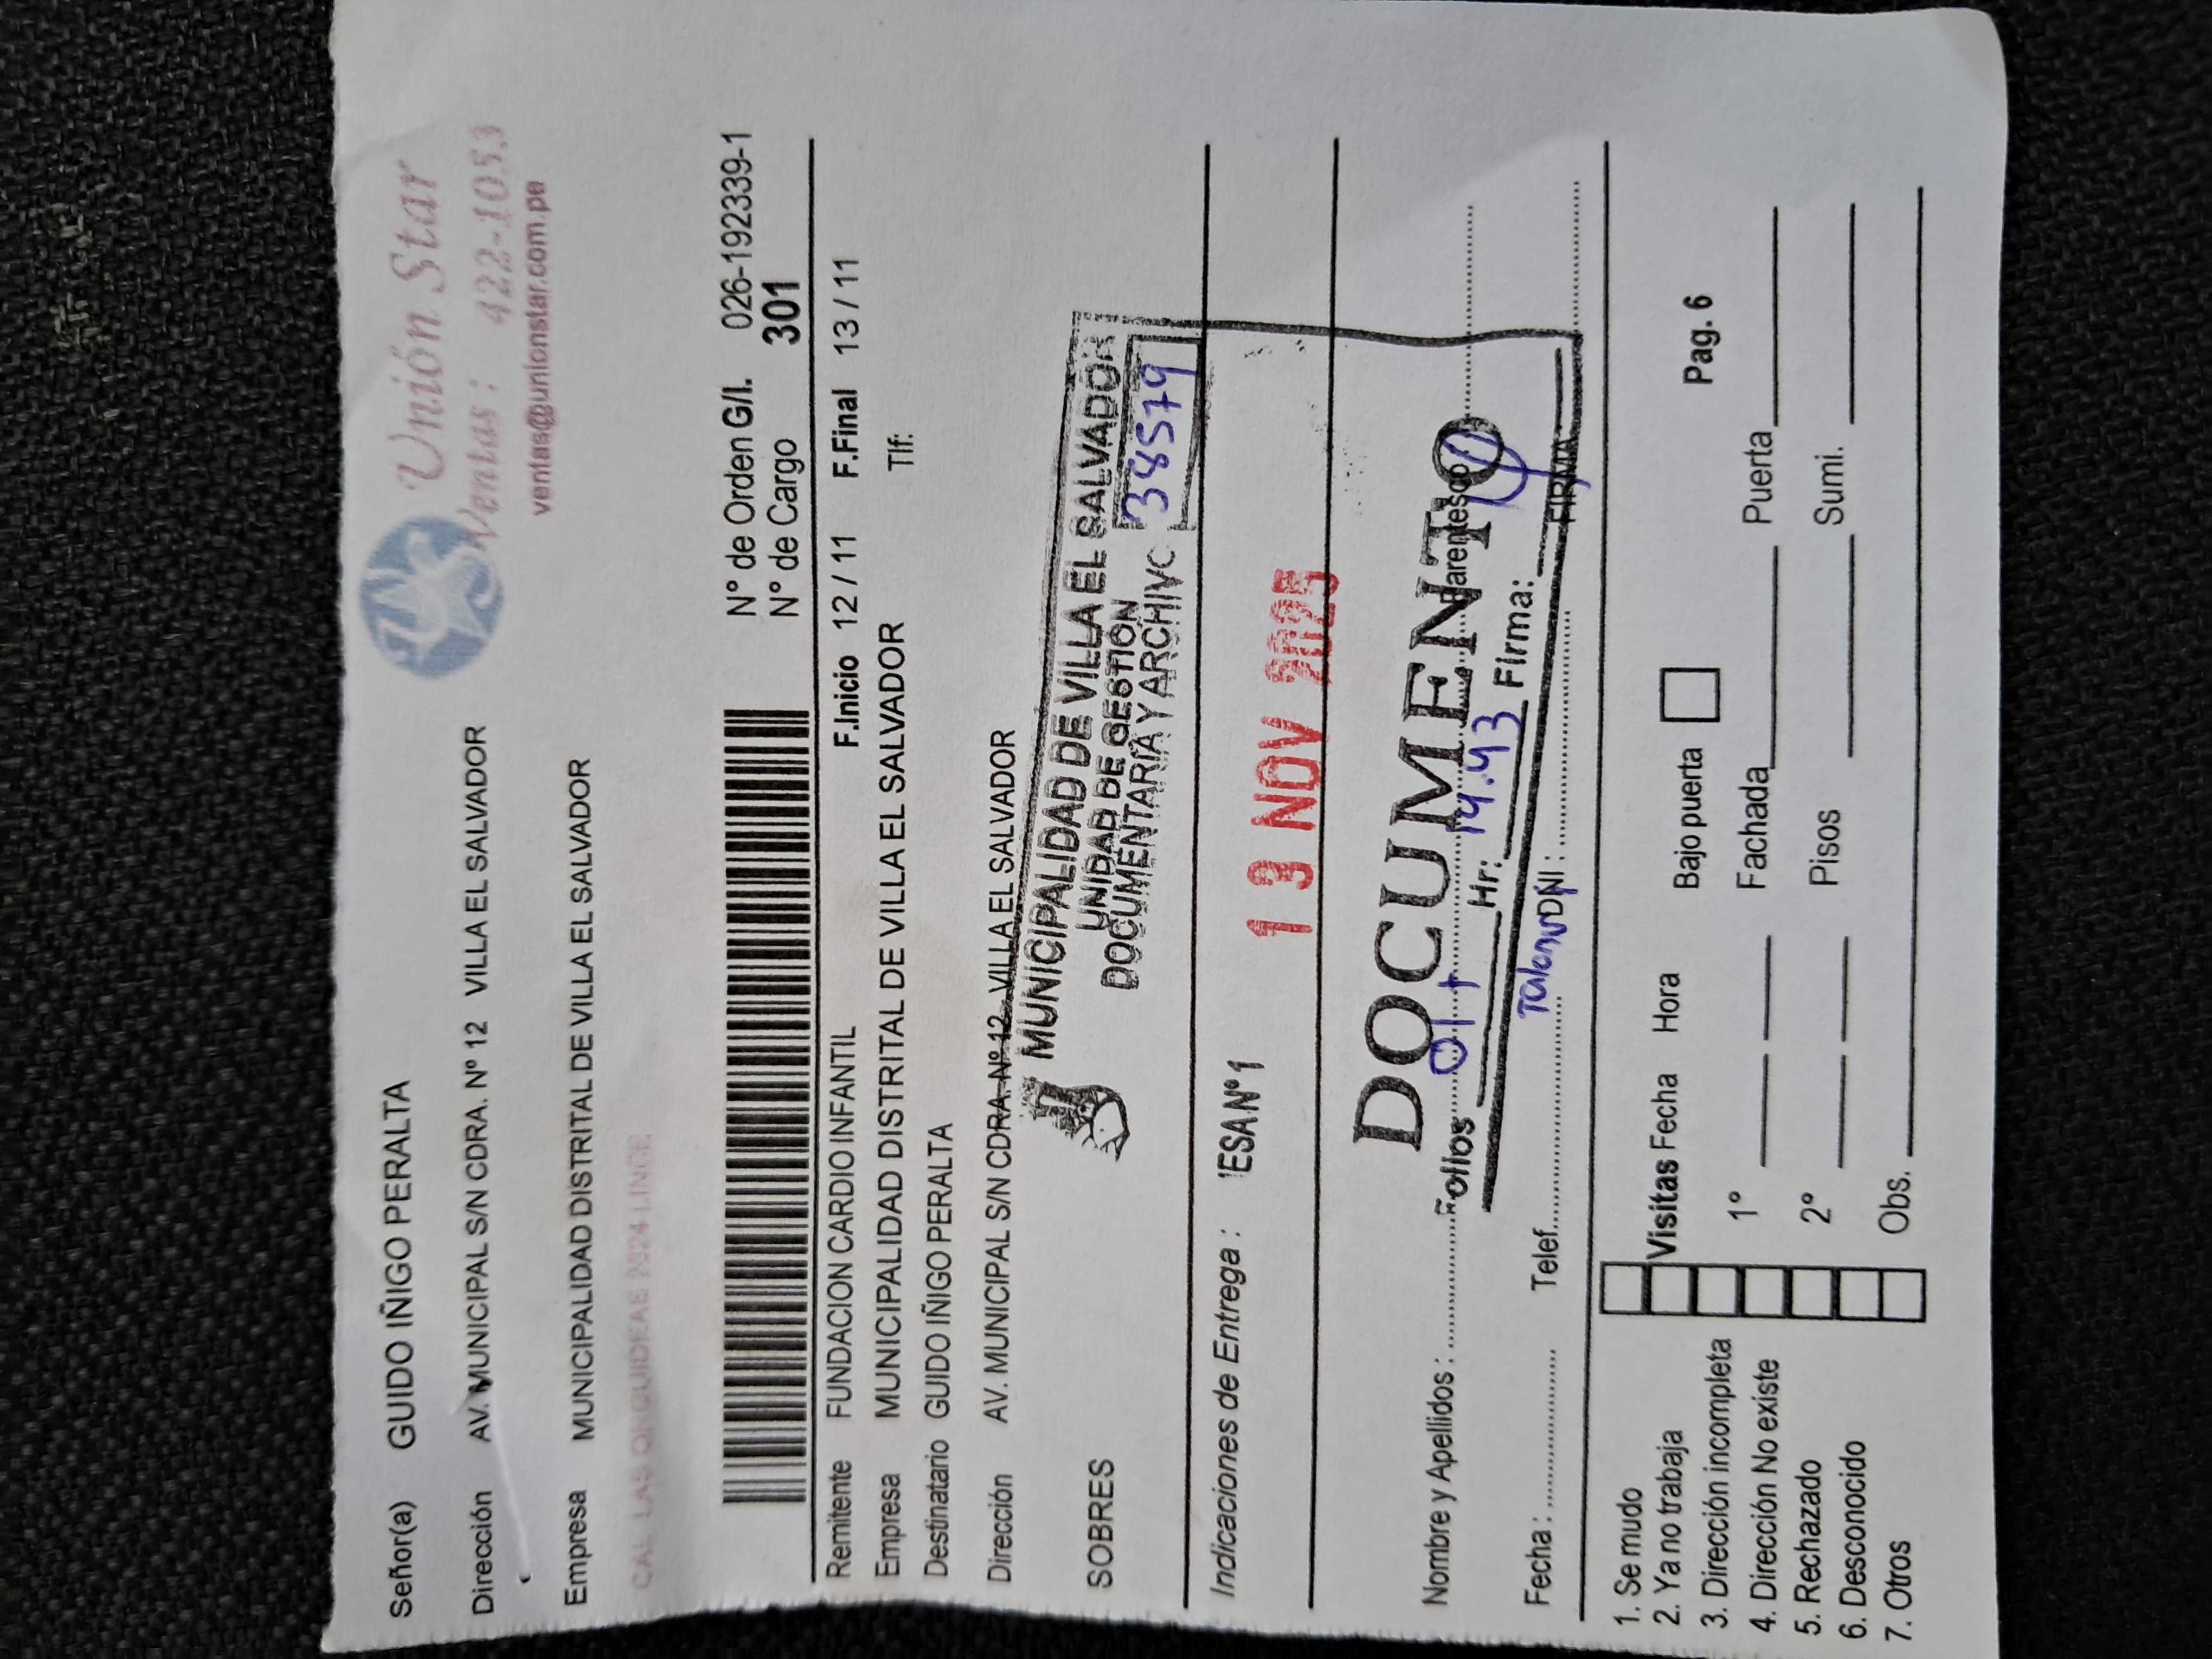 Unión Star
Ventas: 422-1053
ventas@unionstar.com.pe
Señor(a) GUIDO IÑIGO PERALTA
Dirección AV. MUNICIPAL S/N CDRA. Nº 12 VILLA EL SALVADOR
Empresa MUNICIPALIDAD DISTRITAL DE VILLA EL SALVADOR
N° de Orden G/I. 026-192339-1
N° de Cargo 301
Remitente FUNDACION CARDIO INFANTIL F.Inicio 12 / 11 F.Final 13 / 11
Empresa MUNICIPALIDAD DISTRITAL DE VILLA EL SALVADOR Tlf:
Destinatario GUIDO IÑIGO PERALTA
Dirección AV. MUNICIPAL S/N CDRA. Nº 12 VILLA EL SALVADOR
MUNICIPALIDAD DE VILLA EL SALVADOR
UNIDAD DE GESTIÓN
DOCUMENTARIA Y ARCHIVO 38579
SOBRES
Indicaciones de Entrega :
13 NOV 2025
DOCUMENTO
Nombre y Apellidos : Parentesco
Folios 01 Hr: 14.43 Firma:
FIRMA
Fecha : Telef. DNI :
1. Se mudo
2. Ya no trabaja Visitas Fecha Hora Bajo puerta Pag. 6
3. Dirección incompleta
4. Dirección No existe 1º Fachada Puerta
5. Rechazado 2º Pisos Sumi.
6. Desconocido
7. Otros Obs.